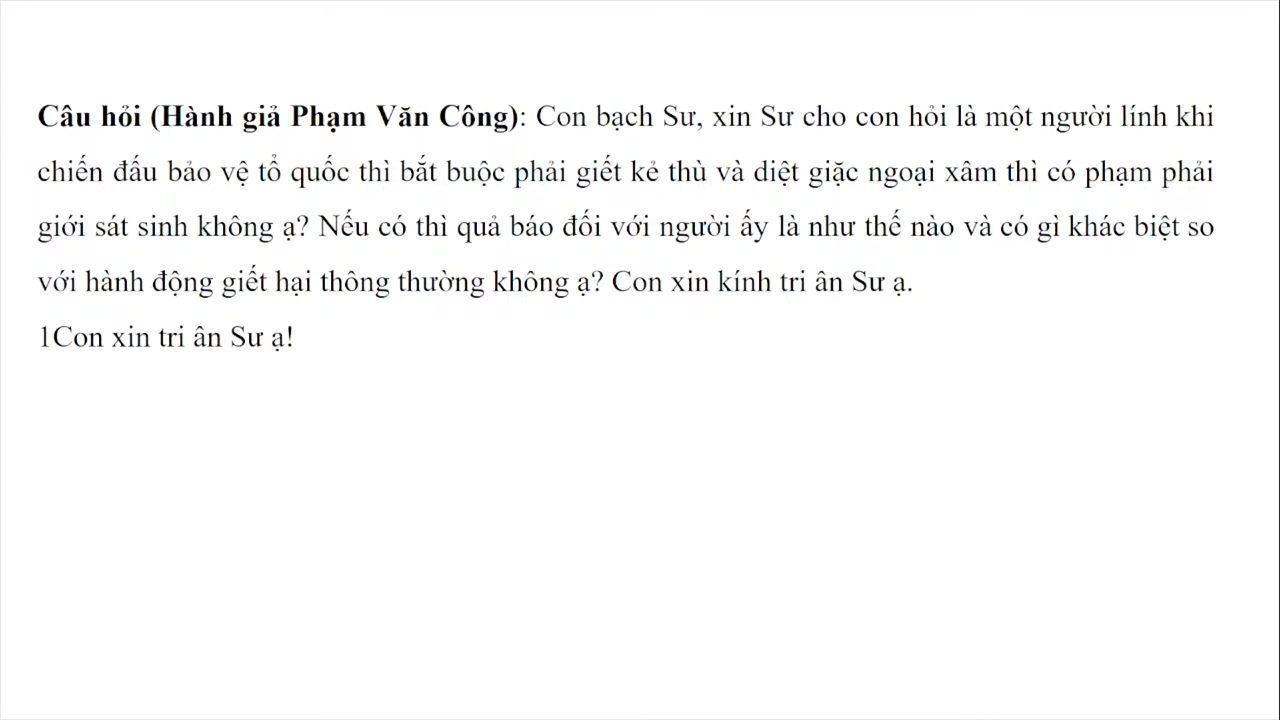 Câu hỏi (Hành giả Phạm Văn Công): Con bạch Sư, xin Sư cho con hỏi là một người lính khi
chiến đấu bảo vệ tổ quốc thì bắt buộc phải giết kẻ thù và diệt giặc ngoại xâm thì có phạm phải
giới sát sinh không ạ? Nếu có thì quả báo đối với người ấy là như thế nào và có gì khác biệt so
với hành động giết hại thông thường không ạ? Con xin kính tri ân Sư ạ.
1Con xin tri ân Sư ạ!